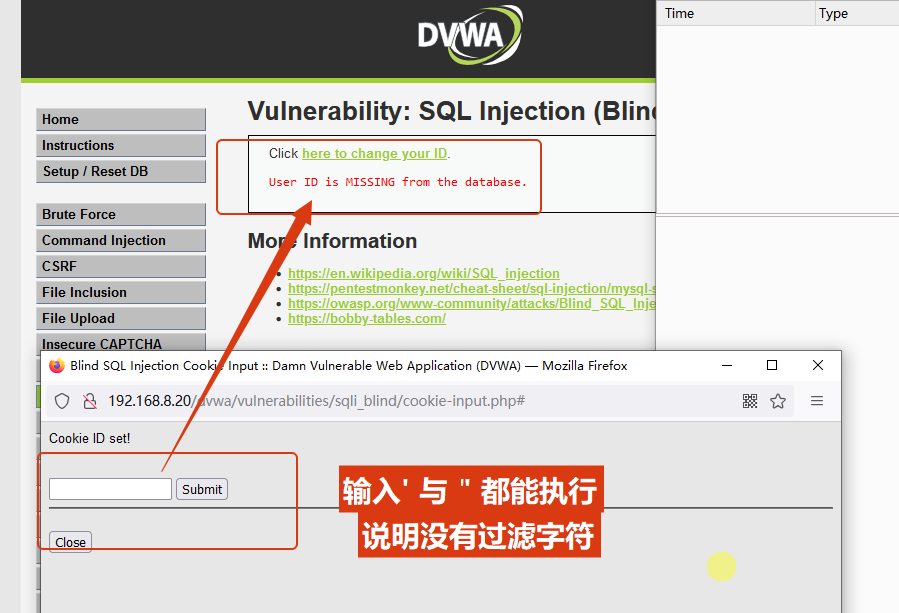 DVWA
Time
Type
Vulnerability: SQL Injection (Blind
Home
Instructions
Setup / Reset DB
Brute Force
Command Injection
CSRF
File Inclusion
File Upload
Insecure CAPTCHA
Click here to change your ID.
User ID is MISSING from the database.
More Information
https://en.wikipedia.org/wiki/SQL_injection
https://pentestmonkey.net/cheat-sheet/sql-injection/mysql-s
https://owasp.org/www-community/attacks/Blind_SQL_Inje
https://bobby-tables.com/
Blind SQL Injection Cookie Input :: Damn Vulnerable Web Application (DVWA) — Mozilla Firefox
192.168.8.20/dvwa/vulnerabilities/sqli_blind/cookie-input.php#
Cookie ID set!
Submit
Close
输入' 与 " 都能执行
说明没有过滤字符